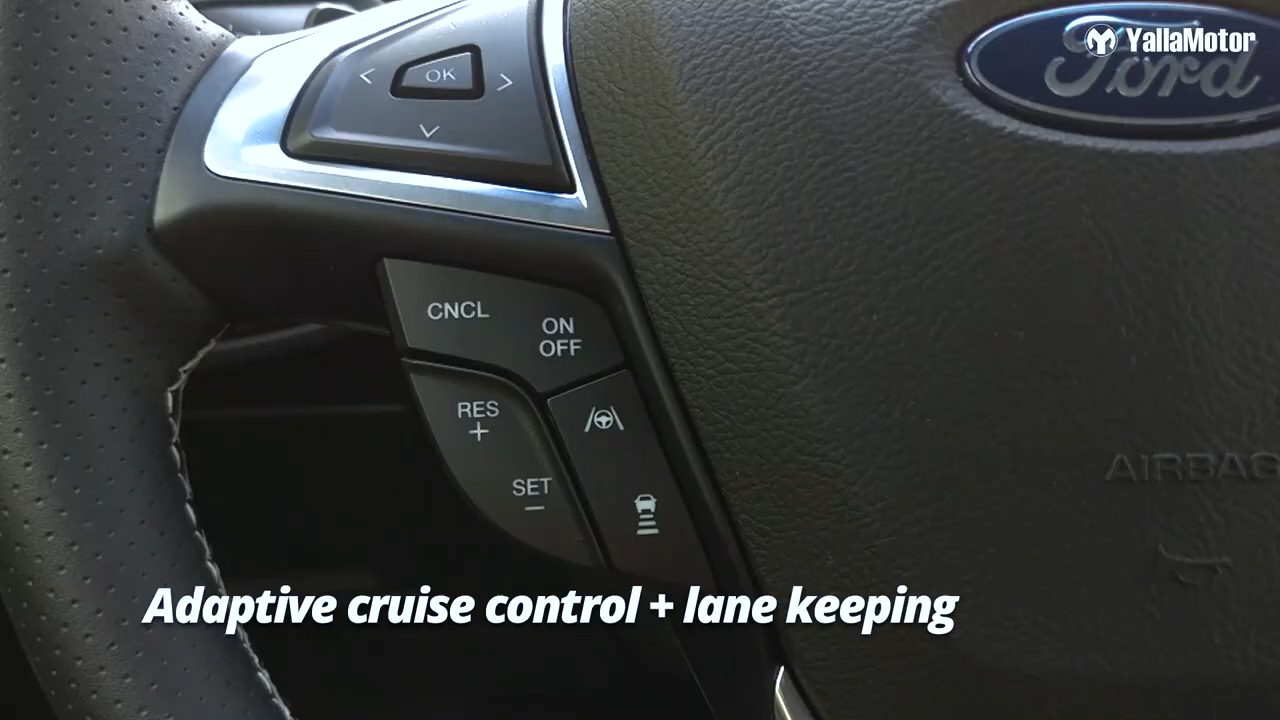 YallaMotor
Ford
OK
CNCL
ON
OFF
RES
+
SET
-
AIRBAG
Adaptive cruise control + lane keeping